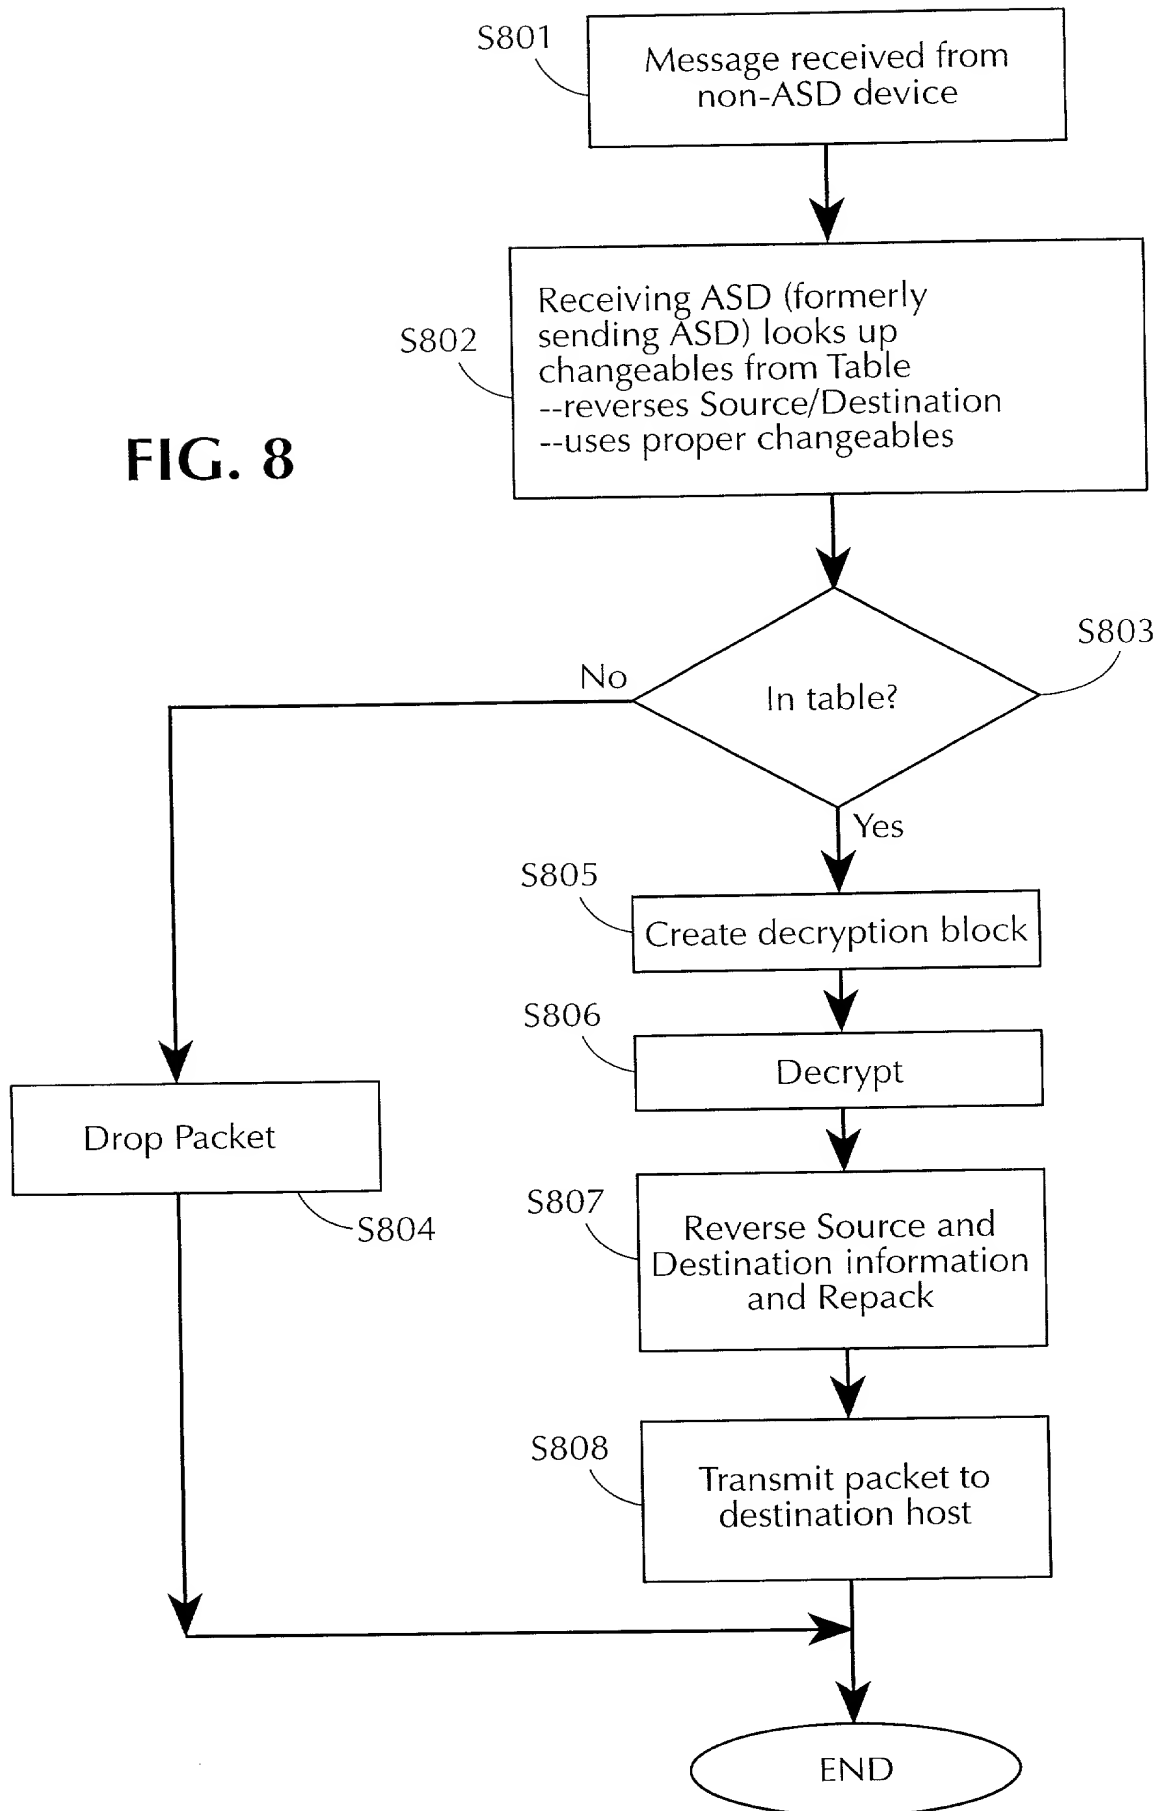 S801
Message received from
non-ASD device
S802
Receiving ASD (formerly
sending ASD) looks up
changeables from Table
--reverses Source/Destination
--uses proper changeables
FIG. 8
S803
No
In table?
Yes
S805
Create decryption block
S806
Decrypt
Drop Packet
S804
S807
Reverse Source and
Destination information
and Repack
S808
Transmit packet to
destination host
END